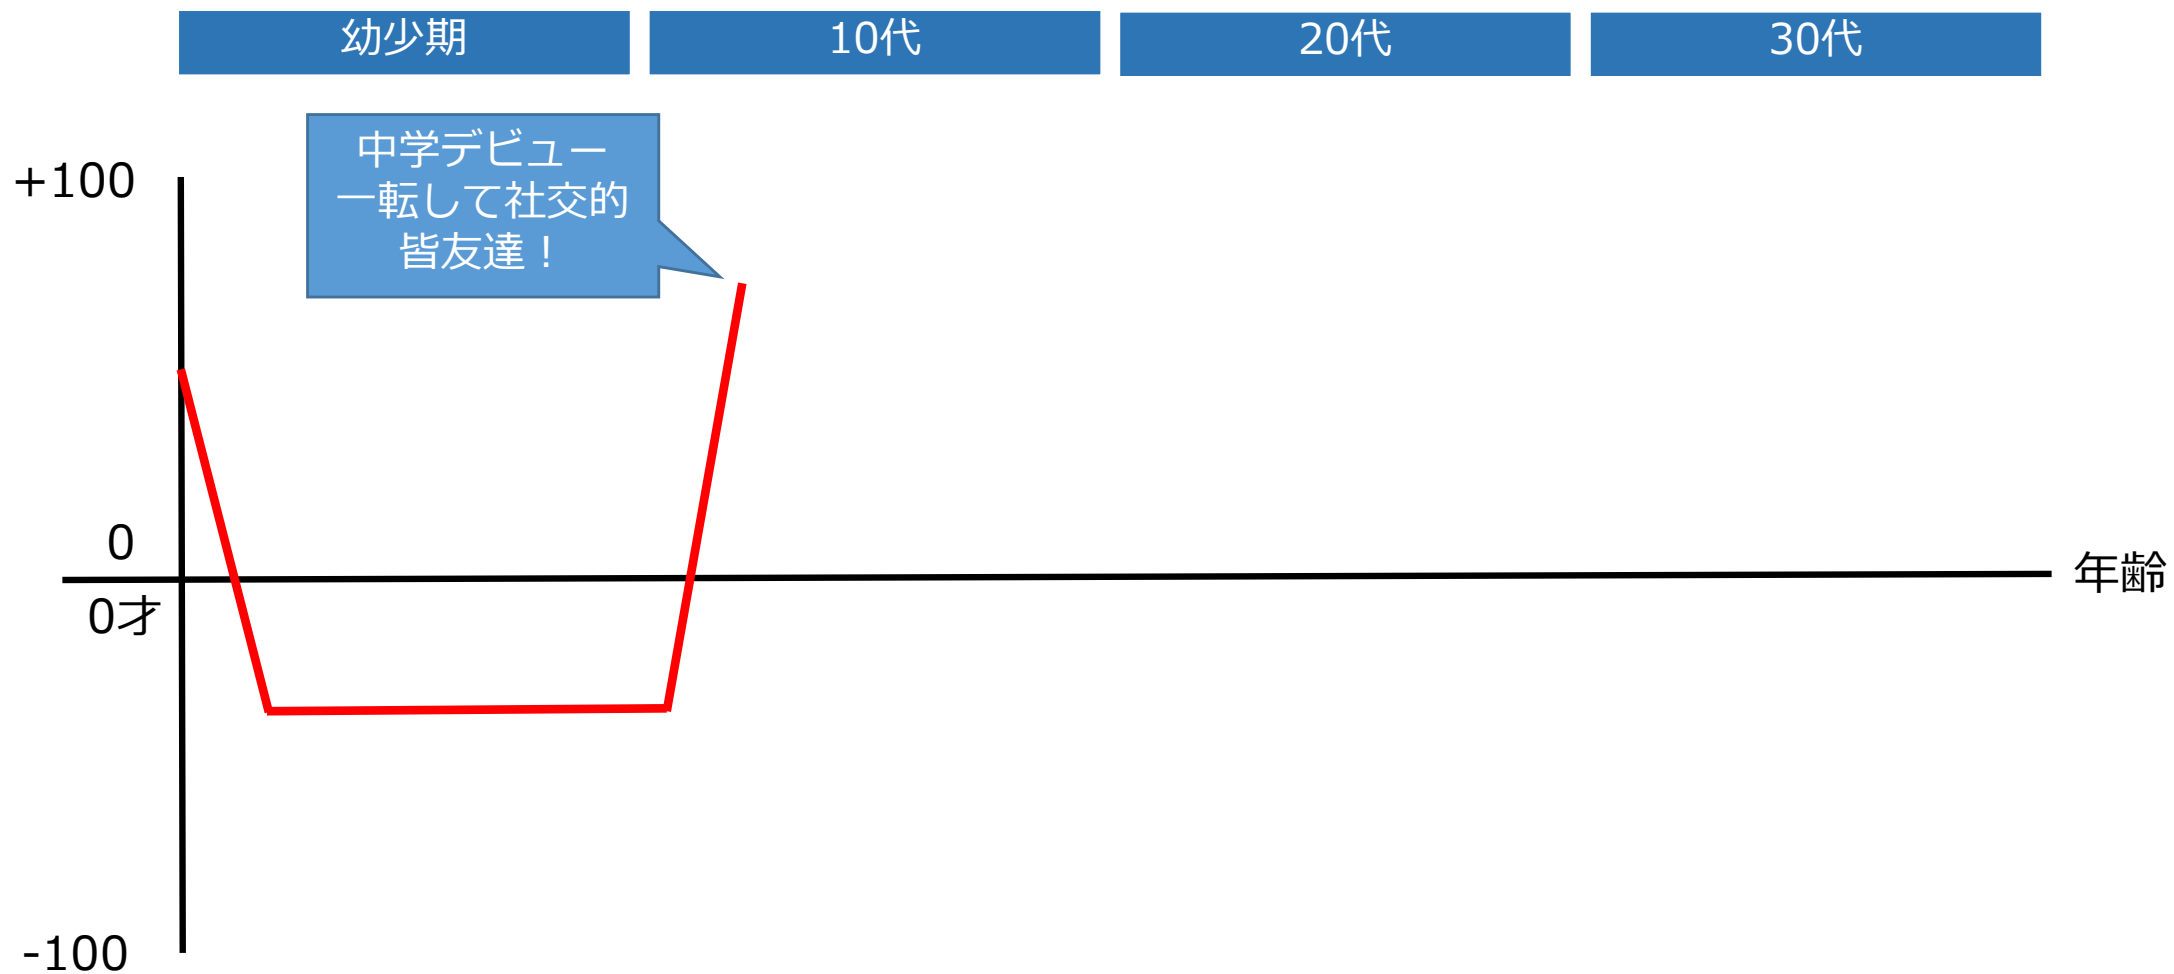 幼少期
10代
20代
30代
中学デビュー
一転して社交的
皆友達！
+100
0
0才
年齢
-100